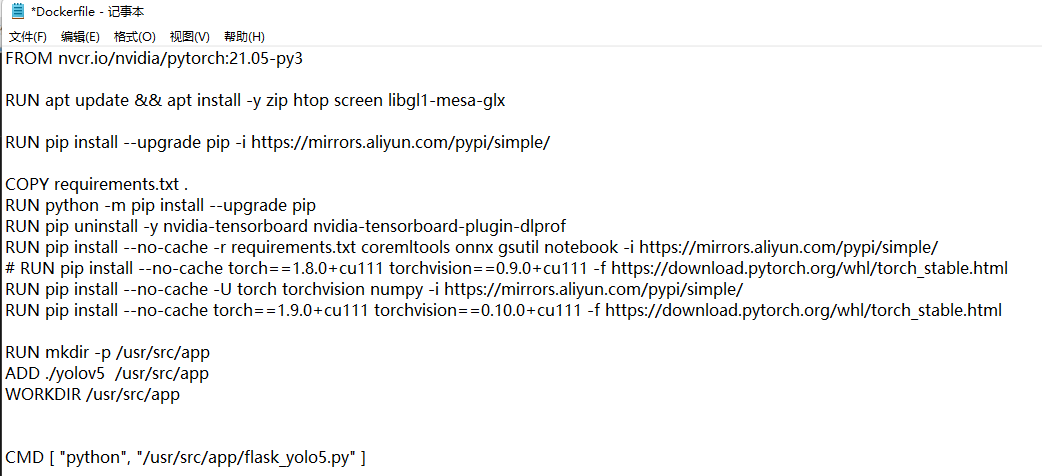 *Dockerfile - 记事本
文件(F) 编辑(E) 格式(O) 视图(V) 帮助(H)
FROM nvcr.io/nvidia/pytorch:21.05-py3
RUN apt update && apt install -y zip htop screen libgl1-mesa-glx
RUN pip install --upgrade pip -i https://mirrors.aliyun.com/pypi/simple/
COPY requirements.txt .
RUN python -m pip install --upgrade pip
RUN pip uninstall -y nvidia-tensorboard nvidia-tensorboard-plugin-dlprof
RUN pip install --no-cache -r requirements.txt coremltools onnx gsutil notebook -i https://mirrors.aliyun.com/pypi/simple/
# RUN pip install --no-cache torch==1.8.0+cu111 torchvision==0.9.0+cu111 -f https://download.pytorch.org/whl/torch_stable.html
RUN pip install --no-cache -U torch torchvision numpy -i https://mirrors.aliyun.com/pypi/simple/
RUN pip install --no-cache torch==1.9.0+cu111 torchvision==0.10.0+cu111 -f https://download.pytorch.org/whl/torch_stable.html
RUN mkdir -p /usr/src/app
ADD ./yolov5  /usr/src/app
WORKDIR /usr/src/app
CMD [ "python", "/usr/src/app/flask_yolo5.py" ]